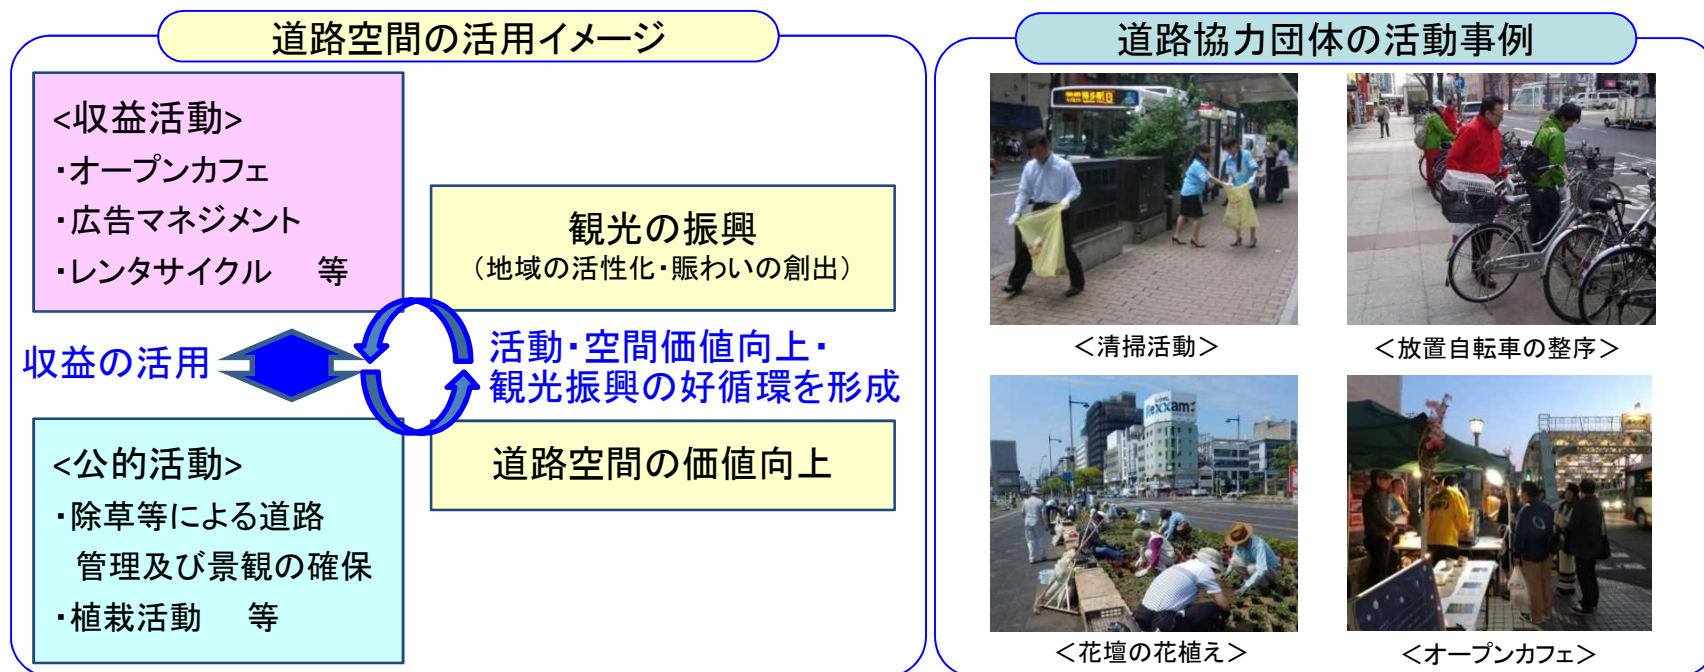 道路空間の活用イメージ
<収益活動>
・オープンカフェ
・広告マネジメント
・レンタサイクル　等
観光の振興
（地域の活性化・賑わいの創出）
収益の活用
活動・空間価値向上・
観光振興の好循環を形成
<公的活動>
・除草等による道路
管理及び景観の確保
・植栽活動　等
道路空間の価値向上
道路協力団体の活動事例
＜清掃活動＞
＜放置自転車の整序＞
rexxam
＜花壇の花植え＞
＜オープンカフェ＞